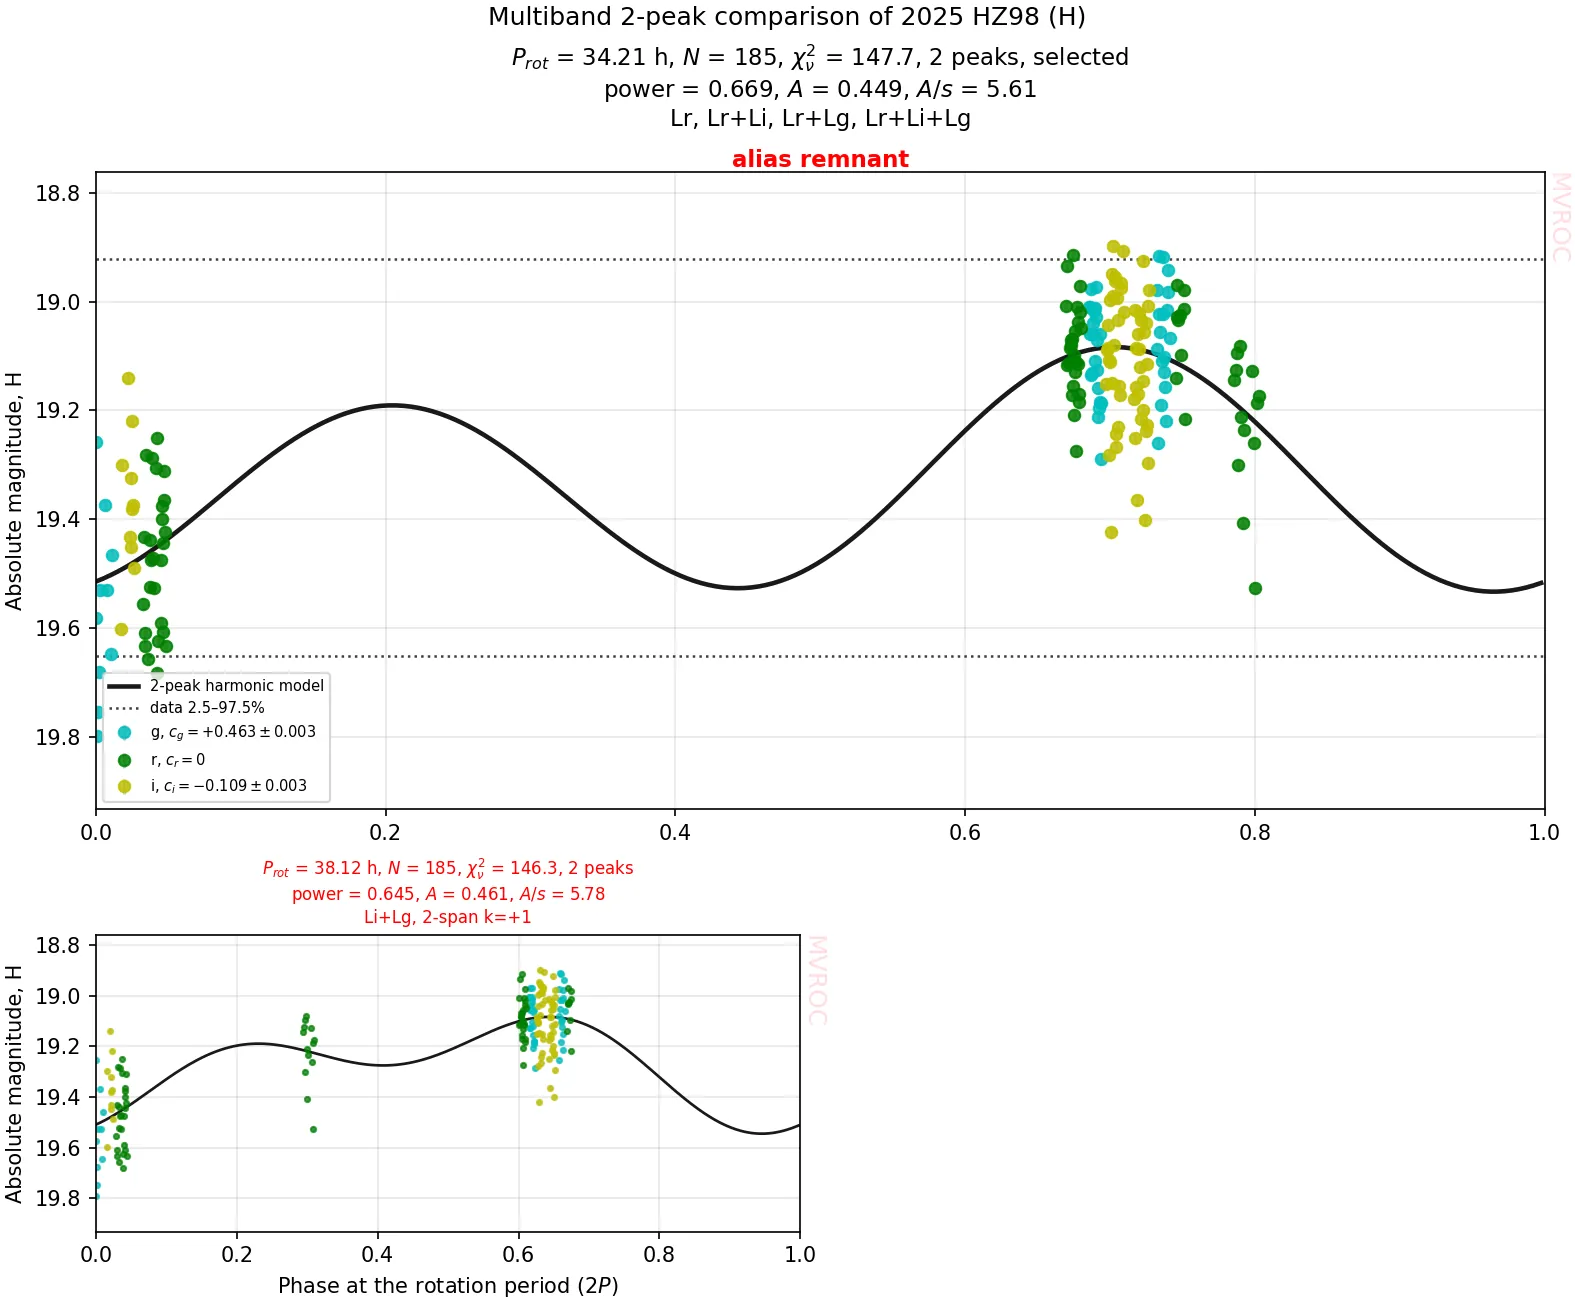 Multiband 2-peak comparison of 2025 HZ98 (H)
P_rot = 34.21 h, N = 185, χ²_ν = 147.7, 2 peaks, selected
power = 0.669, A = 0.449, A/s = 5.61
Lr, Lr+Li, Lr+Lg, Lr+Li+Lg
alias remnant
MVROC
Absolute magnitude, H
18.8
19.0
19.2
19.4
19.6
19.8
2-peak harmonic model
data 2.5–97.5%
g, c_g = +0.463 ± 0.003
r, c_r = 0
i, c_i = −0.109 ± 0.003
0.0 0.2 0.4 0.6 0.8 1.0
P_rot = 38.12 h, N = 185, χ²_ν = 146.3, 2 peaks
power = 0.645, A = 0.461, A/s = 5.78
Li+Lg, 2-span k=+1
MVROC
Absolute magnitude, H
18.8
19.0
19.2
19.4
19.6
19.8
0.0 0.2 0.4 0.6 0.8 1.0
Phase at the rotation period (2P)